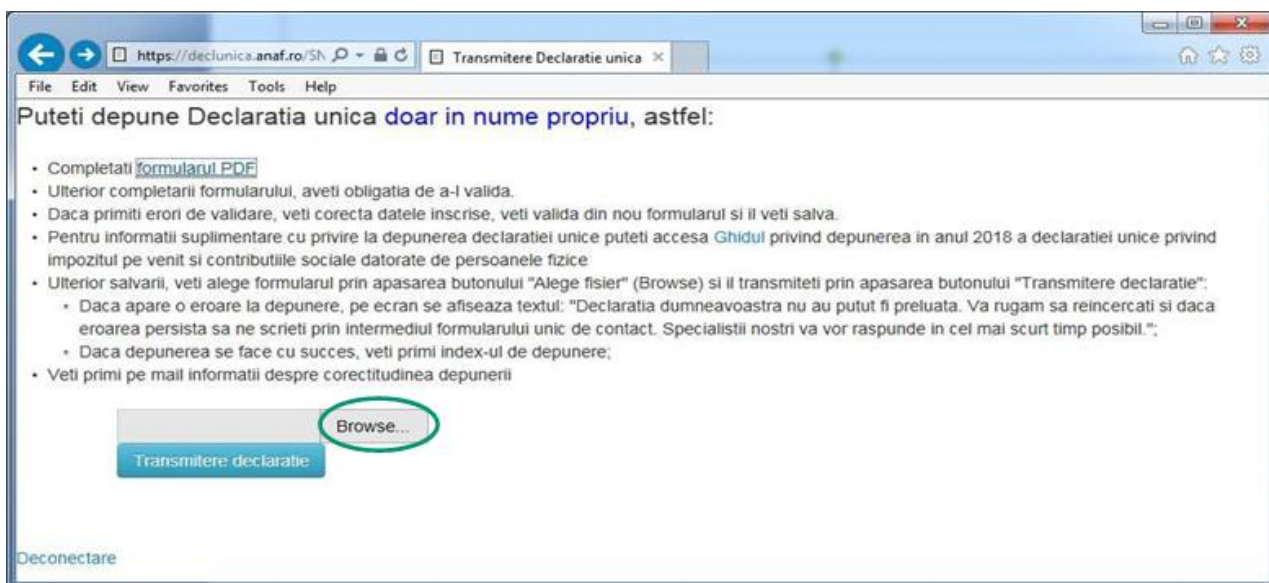 https://declunica.anaf.ro/SN
Transmitere Declaratie unica
File Edit View Favorites Tools Help
Puteti depune Declaratia unica doar in nume propriu, astfel:
• Completati formularul PDF
• Ulterior completarii formularului, aveti obligatia de a-l valida.
• Daca primiti erori de validare, veti corecta datele inscrise, veti valida din nou formularul si il veti salva.
• Pentru informatii suplimentare cu privire la depunerea declaratiei unice puteti accesa Ghidul privind depunerea in anul 2018 a declaratiei unice privind
impozitul pe venit si contributiile sociale datorate de persoanele fizice
• Ulterior salvarii, veti alege formularul prin apasarea butonului "Alege fisier" (Browse) si il transmiteti prin apasarea butonului "Transmitere declaratie":
• Daca apare o eroare la depunere, pe ecran se afiseaza textul: "Declaratia dumneavoastra nu au putut fi preluata. Va rugam sa reincercati si daca
eroarea persista sa ne scrieti prin intermediul formularului unic de contact. Specialistii nostri va vor raspunde in cel mai scurt timp posibil.";
• Daca depunerea se face cu succes, veti primi index-ul de depunere;
• Veti primi pe mail informatii despre corectitudinea depunerii
Browse...
Transmitere declaratie
Deconectare